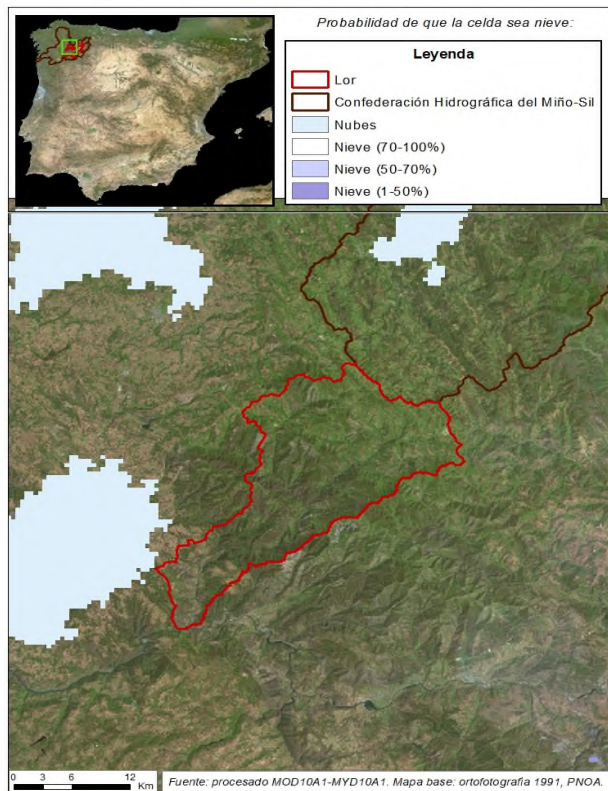 Probabilidad de que la celda sea nieve:
Leyenda
Lor
Confederación Hidrográfica del Miño-Sil
Nubes
Nieve (70-100%)
Nieve (50-70%)
Nieve (1-50%)
0 3 6 12
Km
Fuente: procesado MOD10A1-MYD10A1. Mapa base: ortofotografía 1991, PNOA.